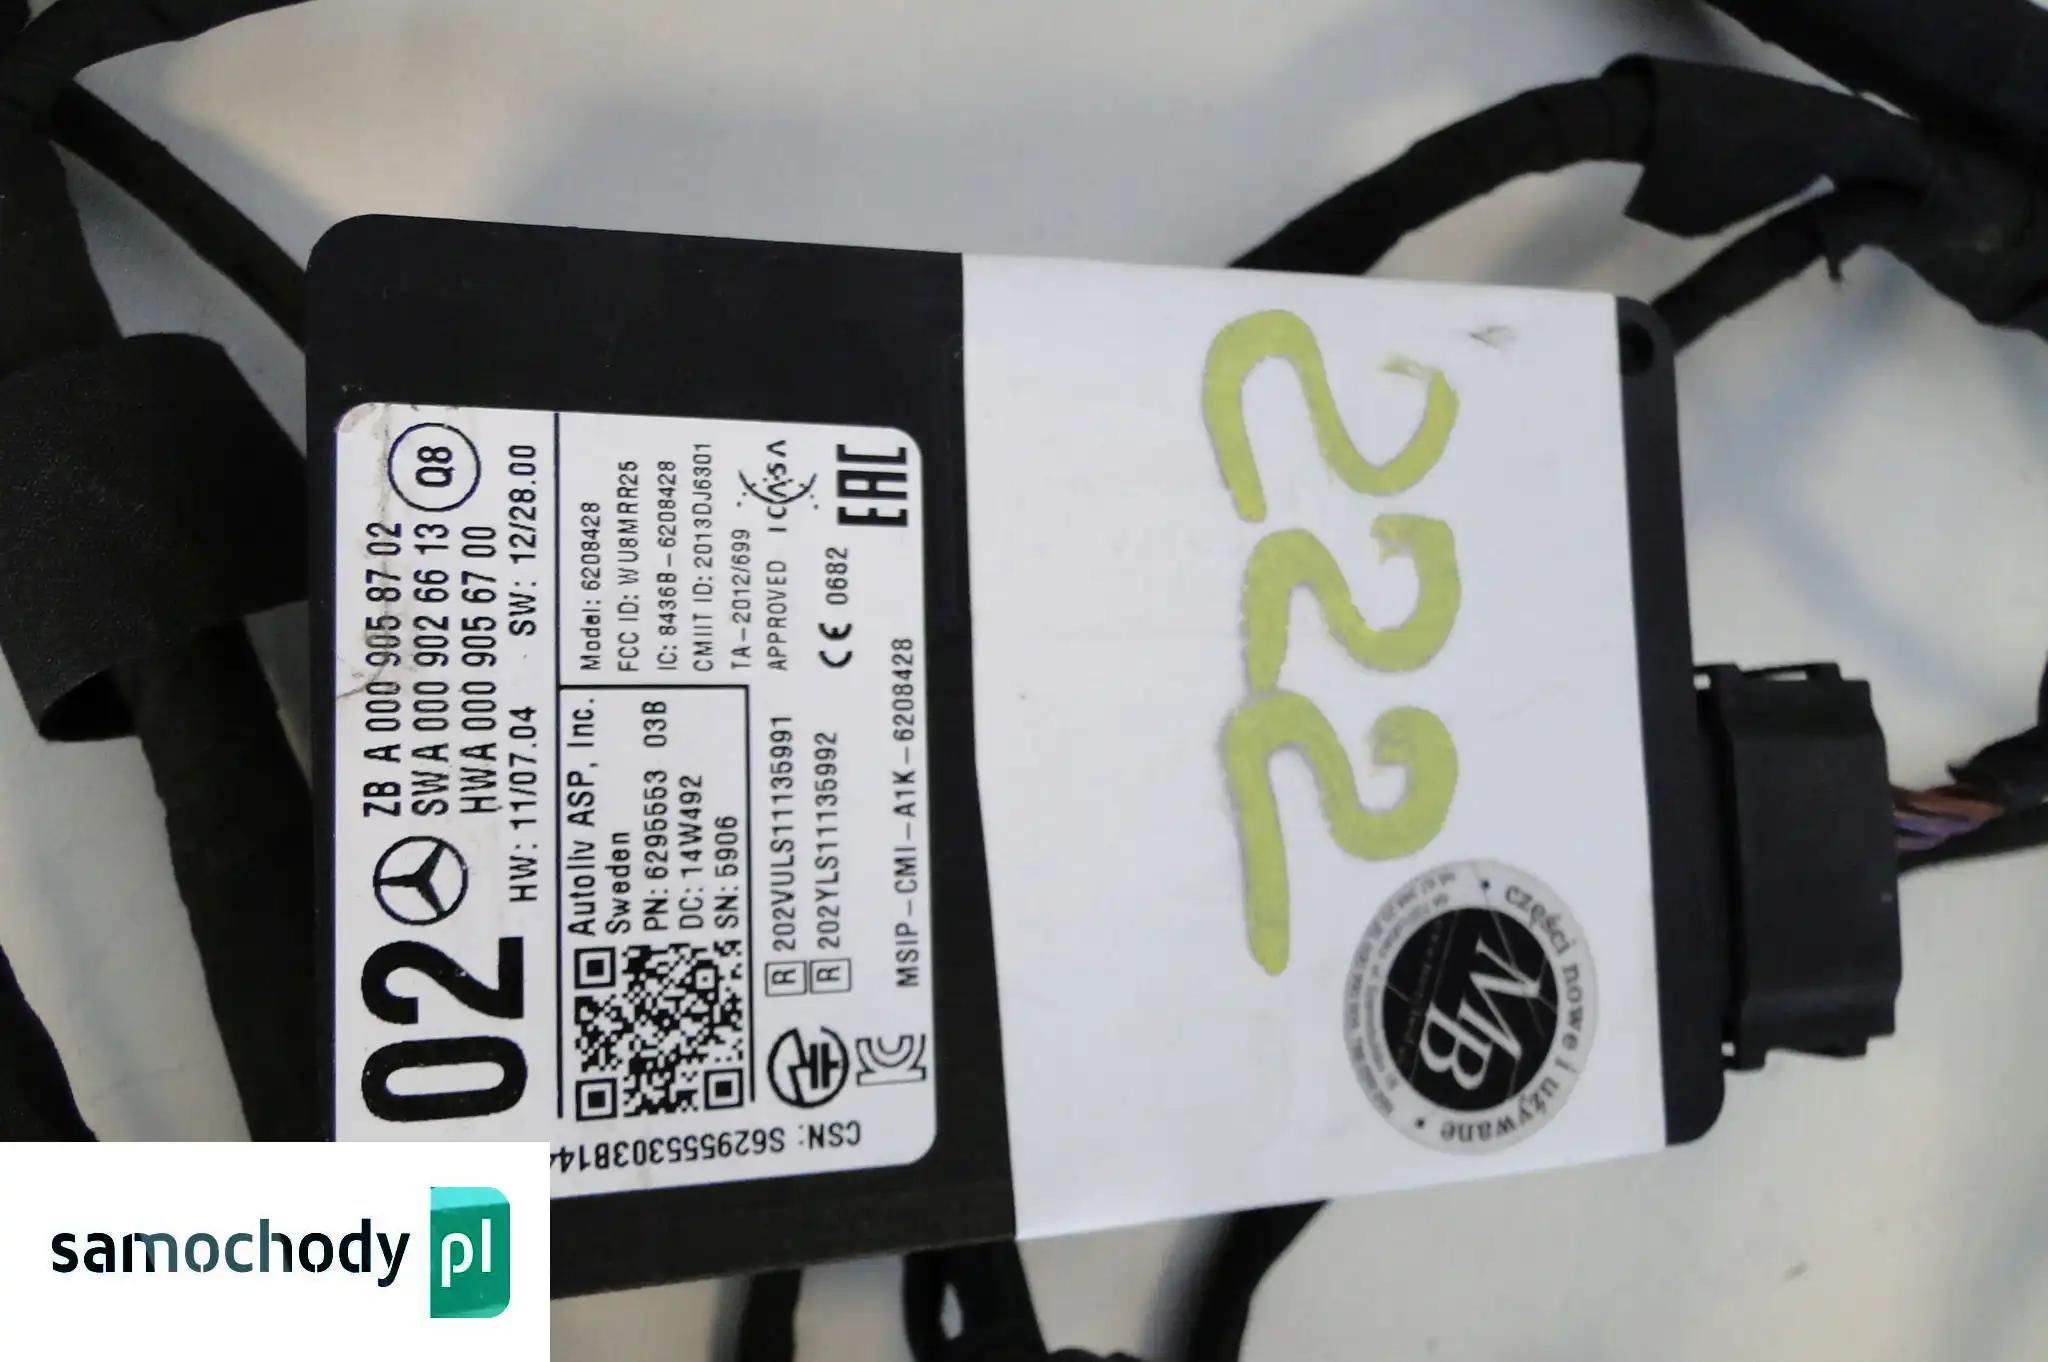 02
ZB A 000 905 87 02
Q8
SWA 000 902 66 13
HWA 000 905 67 00
HW: 11/07.04 SW: 12/28.00
Autoliv ASP, Inc.
Sweden
PN: 6295553 03B
DC: 14W492
SN: 5906
Model: 6208428
FCC ID: WU8MRR25
IC: 8436B-6208428
CMIIT ID: 2013DJ6301
TA-2012/699
APPROVED
ICASA
R 202VULS11135991
R 202YLS11135992
CE 0682
EAC
MSIP-CMI-A1K-6208428
CSN: S629555303B14
222
MB
części nowe i używane
samochody pl